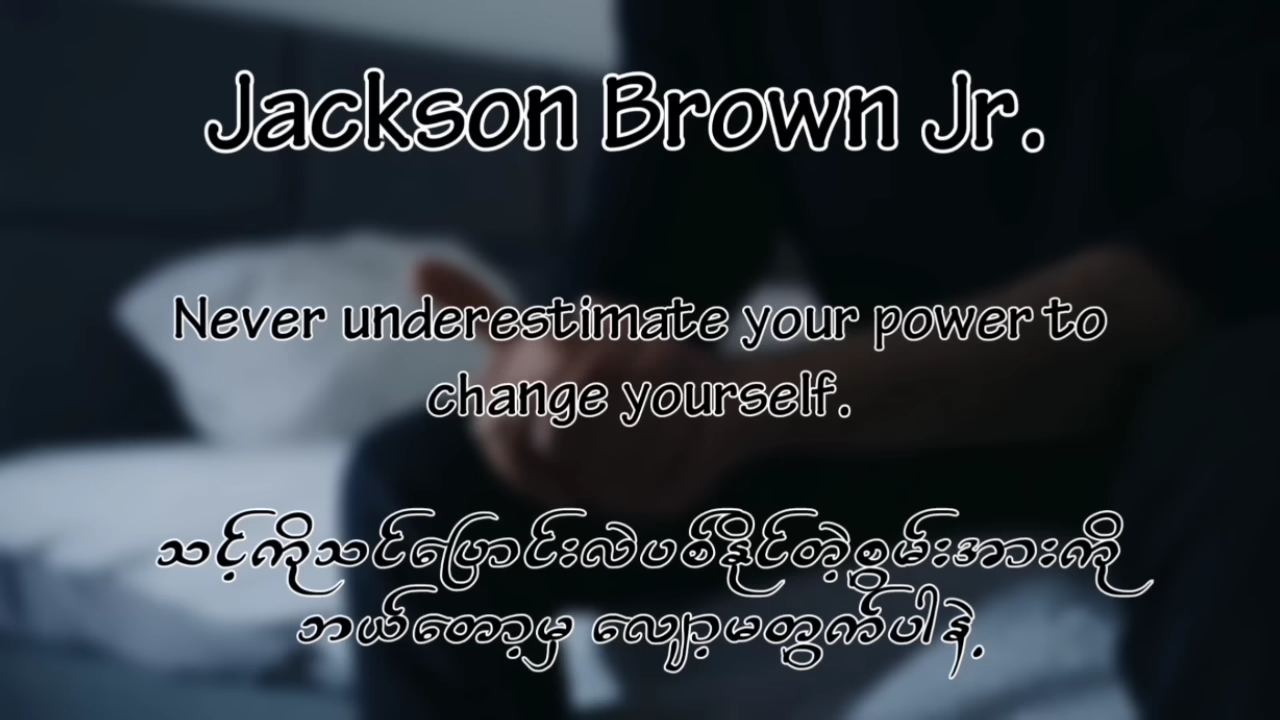 Jackson Brown Jr.
Never underestimate your power to
change yourself.
သင့်ကိုသင်ပြောင်းလဲပစ်နိုင်တဲ့စွမ်းအားကို
ဘယ်တော့မှ လျှော့မတွက်ပါနဲ့.